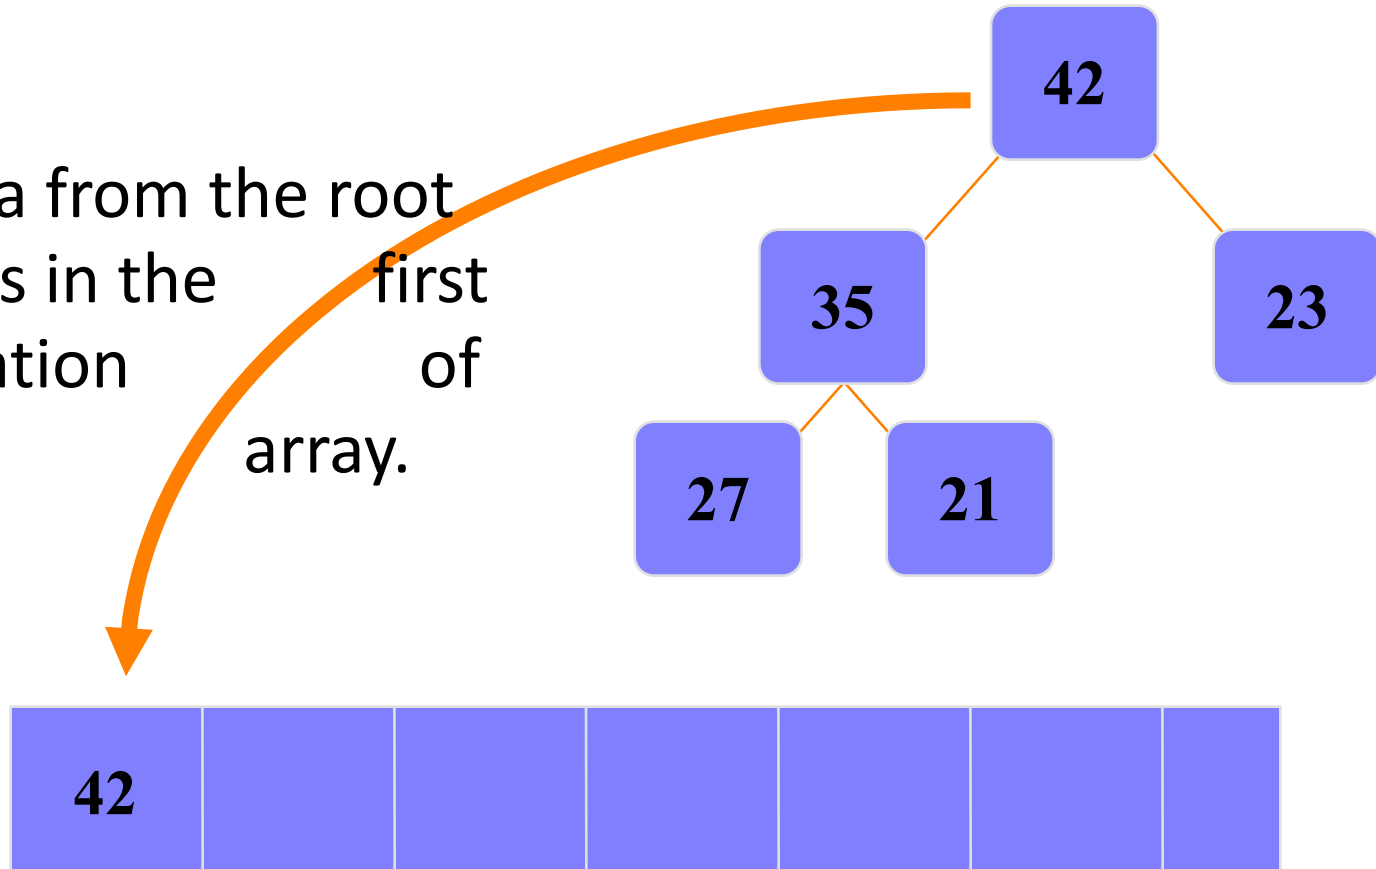 42
a from the root
s in the first
ation of
array.
35 23
27 21
42